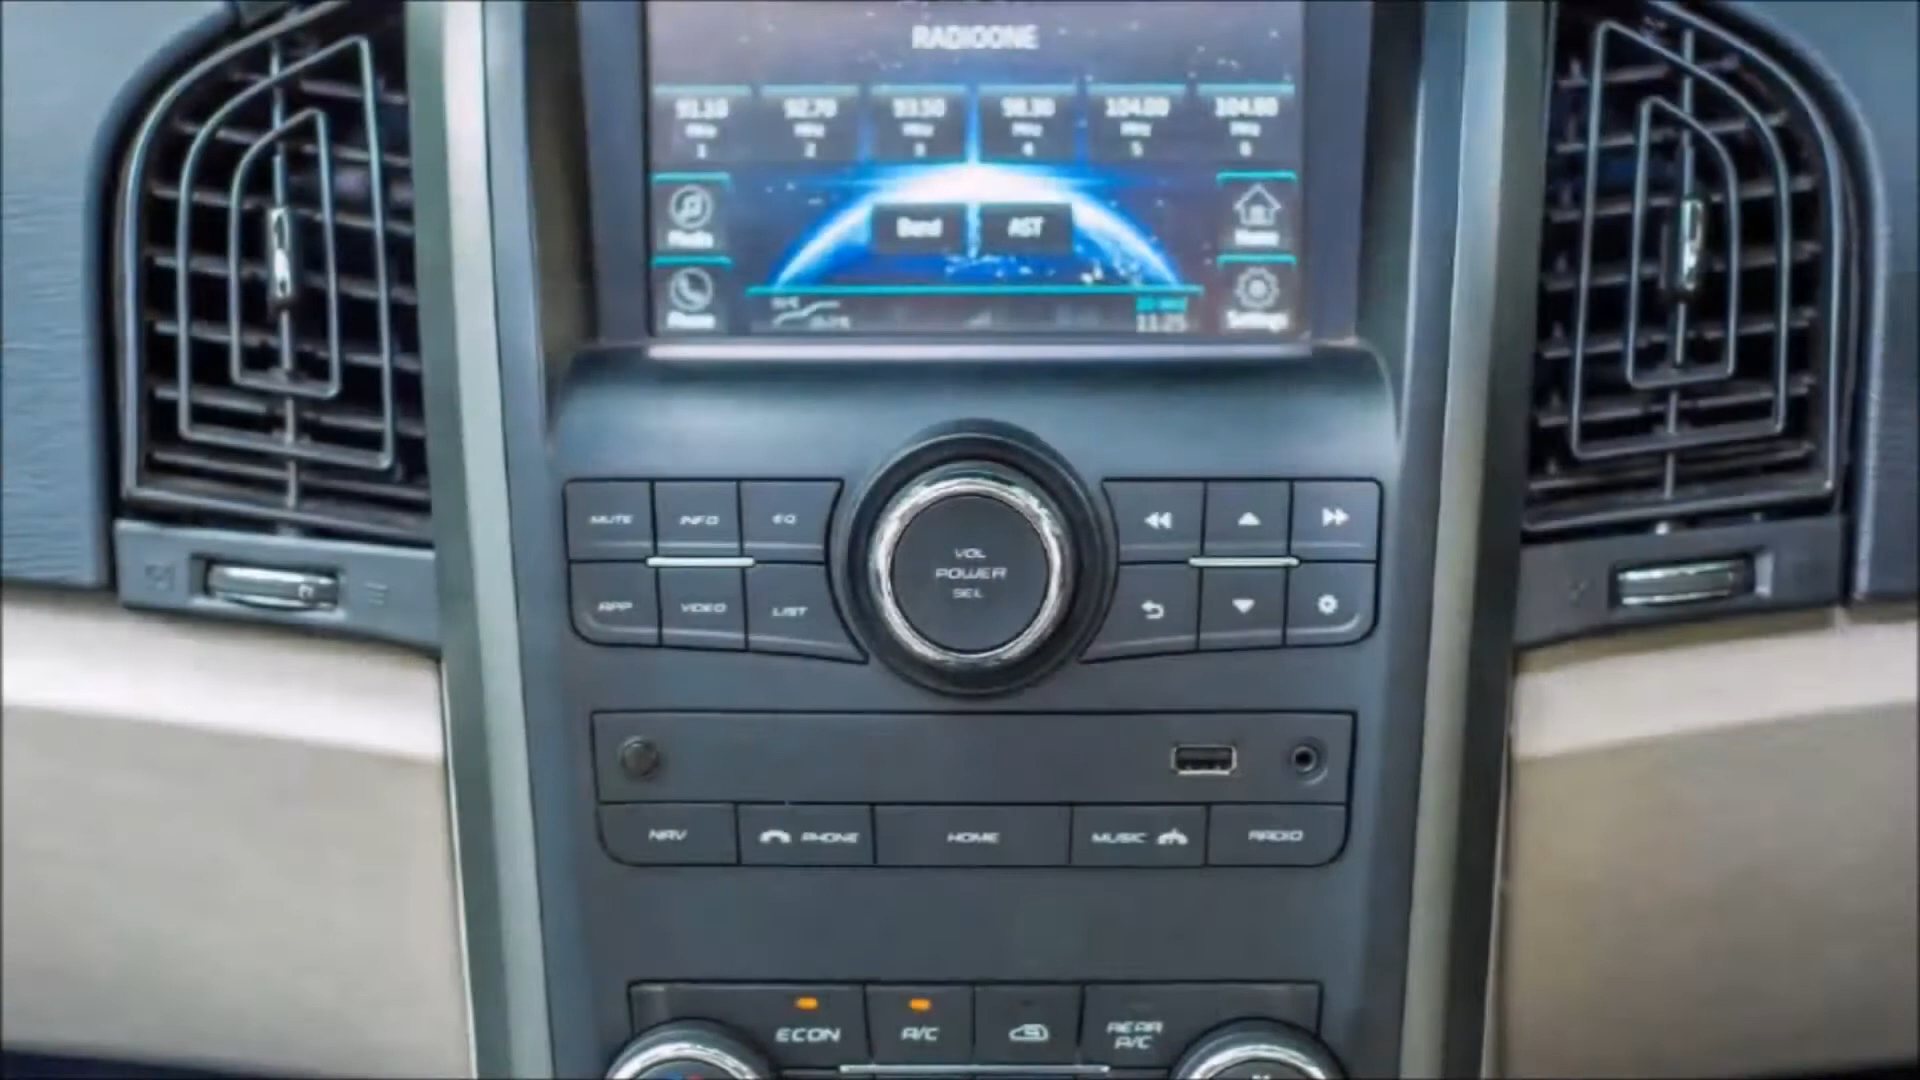 RADIOONE
91.10 92.70 93.50 98.30 104.00 104.80
MHz MHz MHz MHz MHz MHz
1 2 3 4 5 6
Media Band AST Home
Phone Settings
11:25
MUTE INFO EQ
APP VIDEO LIST
VOL
POWER
SEL
NAV PHONE HOME MUSIC RADIO
ECON A/C REAR
A/C